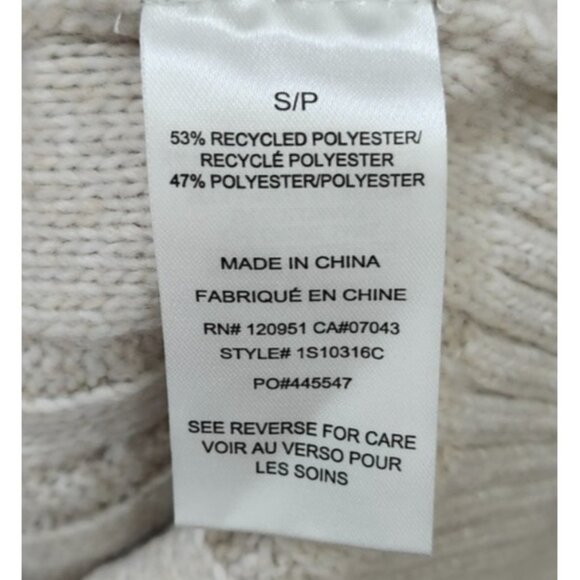 S/P
53% RECYCLED POLYESTER/
RECYCLÉ POLYESTER
47% POLYESTER/POLYESTER
MADE IN CHINA
FABRIQUÉ EN CHINE
RN# 120951 CA#07043
STYLE# 1S10316C
PO#445547
SEE REVERSE FOR CARE
VOIR AU VERSO POUR
LES SOINS